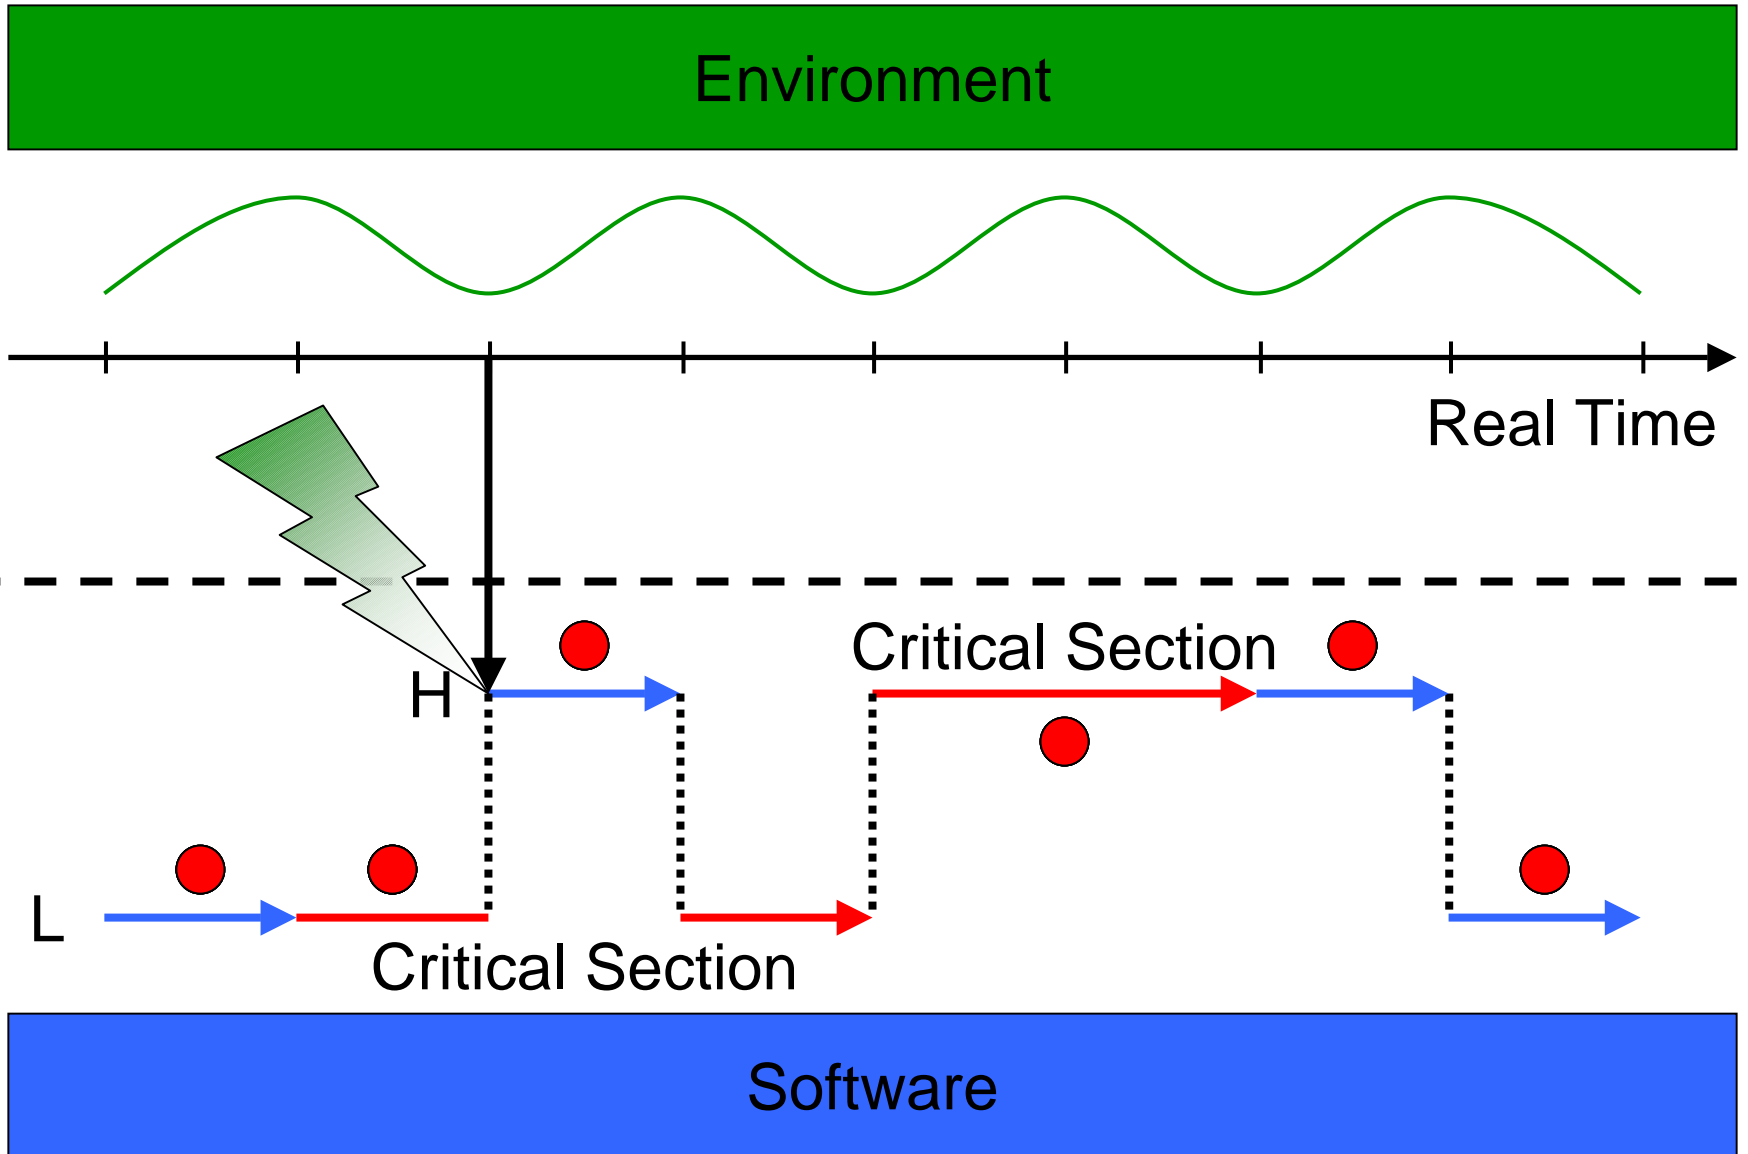 Environment
Real Time
Critical Section
H
L
Critical Section
Software